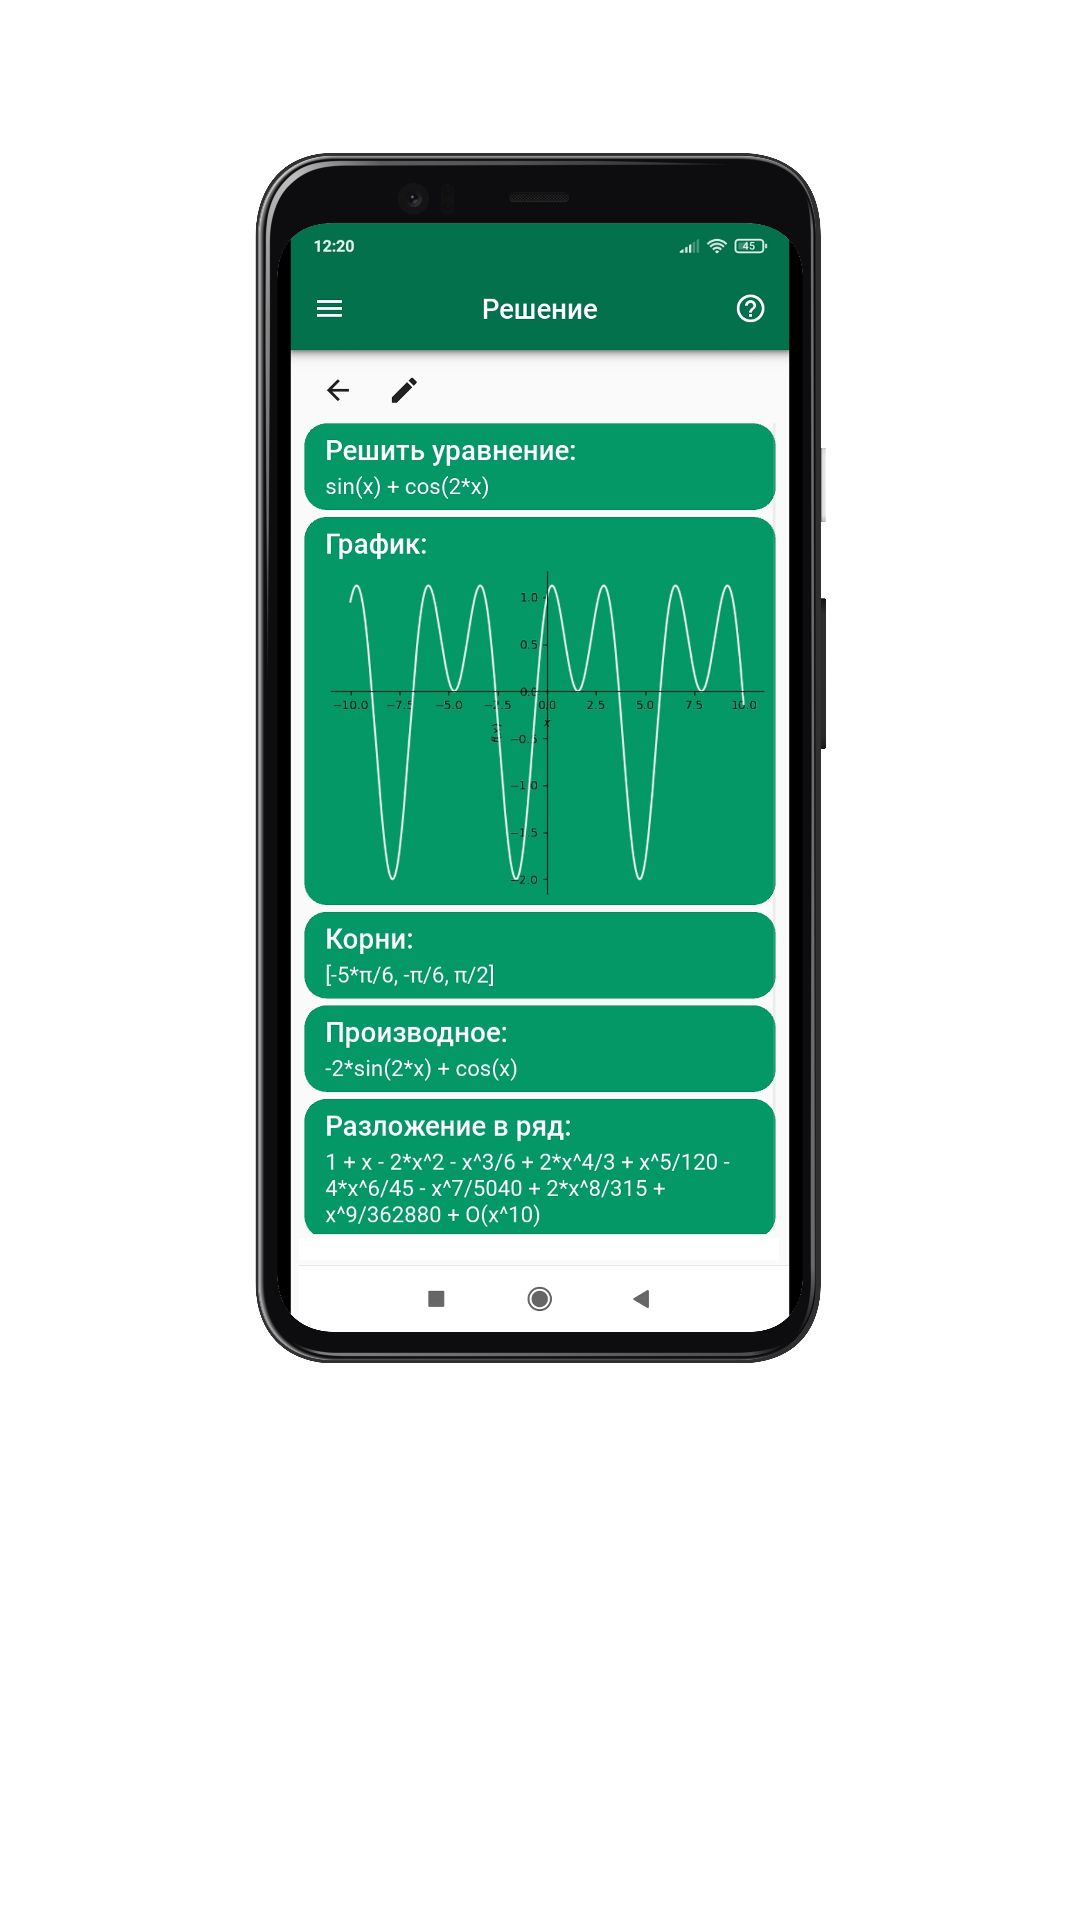 12:20
45
Решение
Решить уравнение:
sin(x) + cos(2*x)
График:
1.0
0.5
0.0
−10.0 −7.5 −5.0 −2.5 0.0 2.5 5.0 7.5 10.0
x
f(x)
−0.5
−1.0
−1.5
−2.0
Корни:
[-5*π/6, -π/6, π/2]
Производное:
-2*sin(2*x) + cos(x)
Разложение в ряд:
1 + x - 2*x^2 - x^3/6 + 2*x^4/3 + x^5/120 -
4*x^6/45 - x^7/5040 + 2*x^8/315 +
x^9/362880 + O(x^10)